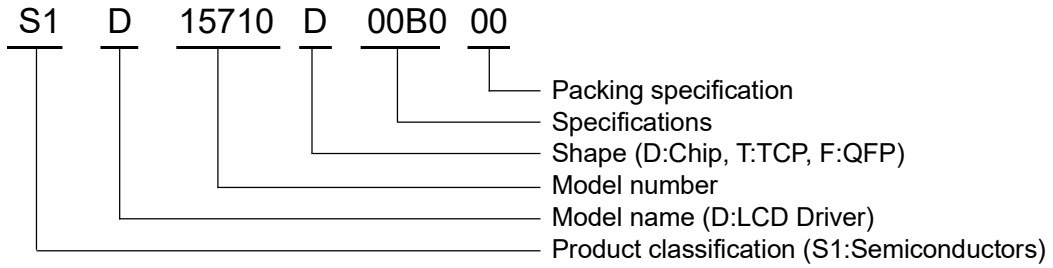 S1 D 15710 D 00B0 00
Packing specification
Specifications
Shape (D:Chip, T:TCP, F:QFP)
Model number
Model name (D:LCD Driver)
Product classification (S1:Semiconductors)